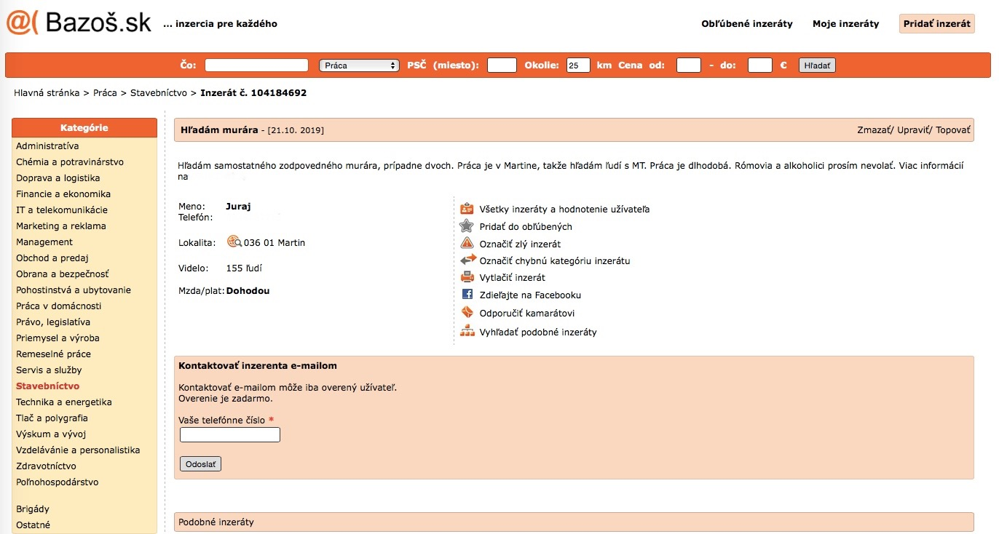 @( Bazoš.sk ... inzercia pre každého
Obľúbené inzeráty Moje inzeráty Pridať inzerát
Čo: Práca PSČ (miesto): Okolie: 25 km Cena od: - do: € Hľadať
Hlavná stránka > Práca > Stavebníctvo > Inzerát č. 104184692
Kategórie
Administratíva
Chémia a potravinárstvo
Doprava a logistika
Financie a ekonomika
IT a telekomunikácie
Marketing a reklama
Management
Obchod a predaj
Obrana a bezpečnosť
Pohostinstvá a ubytovanie
Práca v domácnosti
Právo, legislatíva
Priemysel a výroba
Remeselné práce
Servis a služby
Stavebníctvo
Technika a energetika
Tlač a polygrafia
Výskum a vývoj
Vzdelávánie a personalistika
Zdravotníctvo
Poľnohospodárstvo
Brigády
Ostatné
Hľadám murára - [21.10. 2019]
Zmazať/ Upraviť/ Topovať
Hľadám samostatného zodpovedného murára, prípadne dvoch. Práca je v Martine, takže hľadám ľudí s MT. Práca je dlhodobá. Rómovia a alkoholici prosím nevolať. Viac informácií
na
Meno: Juraj
Telefón:
Lokalita: 036 01 Martin
Videlo: 155 ľudí
Mzda/plat: Dohodou
Všetky inzeráty a hodnotenie užívateľa
Pridať do obľúbených
Označiť zlý inzerát
Označiť chybnú kategóriu inzerátu
Vytlačiť inzerát
Zdieľajte na Facebooku
Odporučiť kamarátovi
Vyhľadať podobné inzeráty
Kontaktovať inzerenta e-mailom
Kontaktovať e-mailom môže iba overený užívateľ.
Overenie je zadarmo.
Vaše telefónne číslo *
Odoslať
Podobné inzeráty